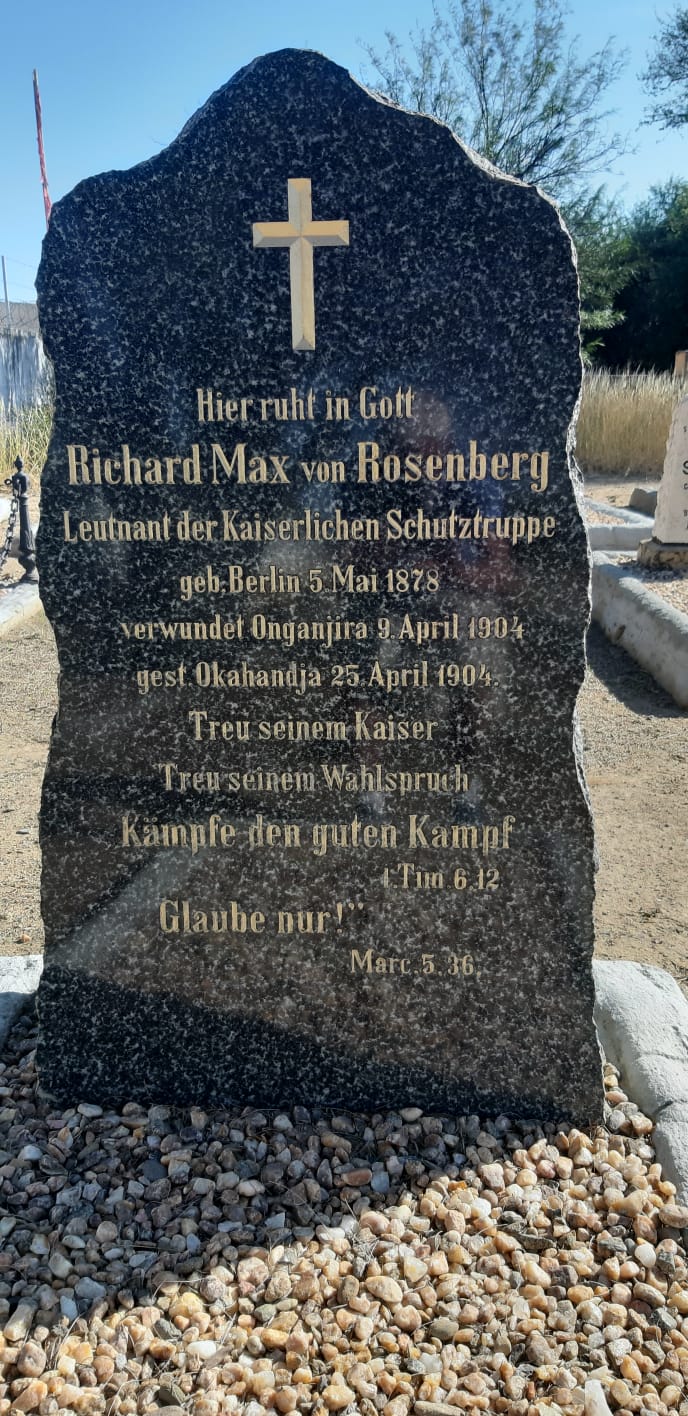 Hier ruht in Gott
Richard Max von Rosenberg
Leutnant der Kaiserlichen Schutztruppe
geb. Berlin 5. Mai 1878
verwundet Onganjira 9. April 1904
gest. Okahandja 25. April 1904.
Treu seinem Kaiser
Treu seinem Wahlspruch
Kämpfe den guten Kampf
1. Tim 6.12
Glaube nur!"
Marc. 5. 36.